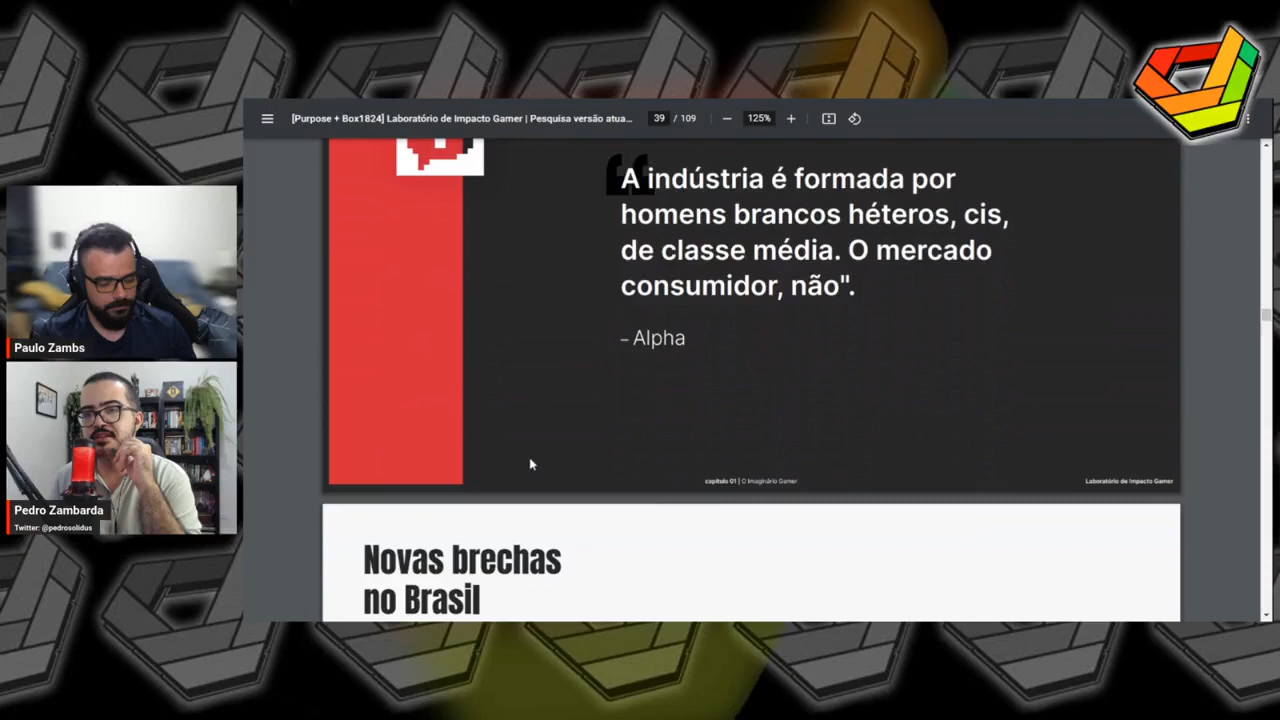 [Purpose + Box1824] Laboratório de Impacto Gamer | Pesquisa versão atua...
39 / 109
125%
“
A indústria é formada por
homens brancos héteros, cis,
de classe média. O mercado
consumidor, não".
– Alpha
capítulo 01 | O Imaginário Gamer
Laboratório de Impacto Gamer
Novas brechas
no Brasil
Paulo Zambs
Pedro Zambarda
Twitter: @pedrosolidus